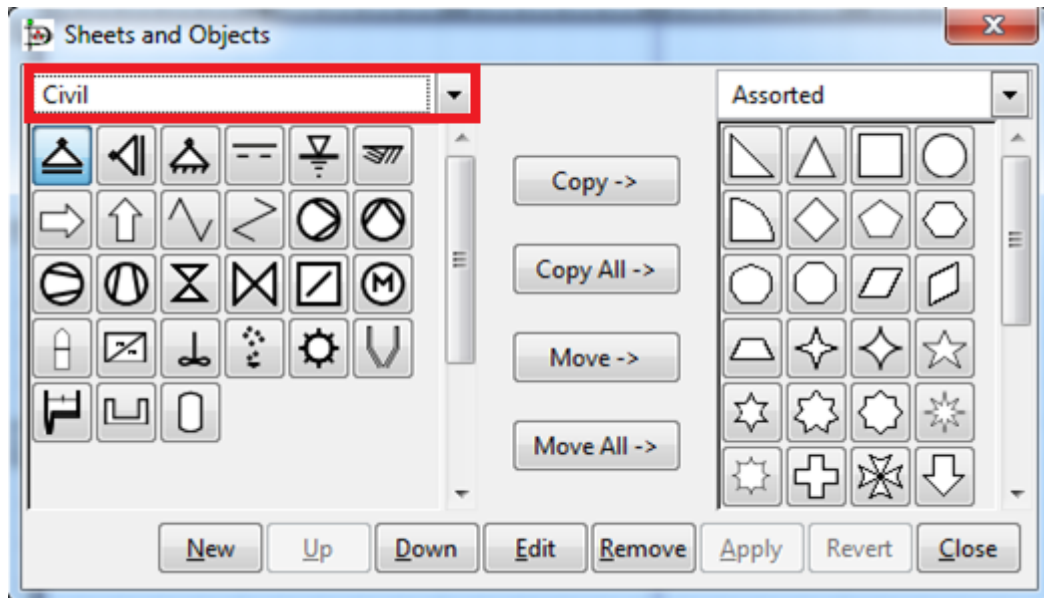 Sheets and Objects
Civil
Assorted
Copy ->
Copy All ->
Move ->
Move All ->
M
New Up Down Edit Remove Apply Revert Close